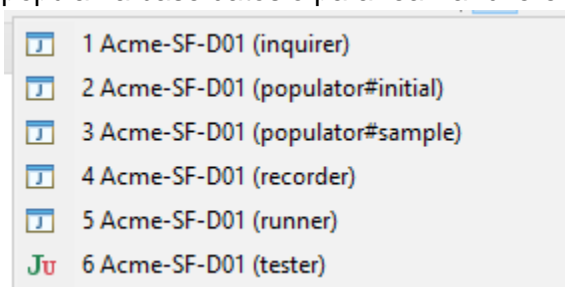 1 Acme-SF-D01 (inquirer)
2 Acme-SF-D01 (populator#initial)
3 Acme-SF-D01 (populator#sample)
4 Acme-SF-D01 (recorder)
5 Acme-SF-D01 (runner)
Ju 6 Acme-SF-D01 (tester)